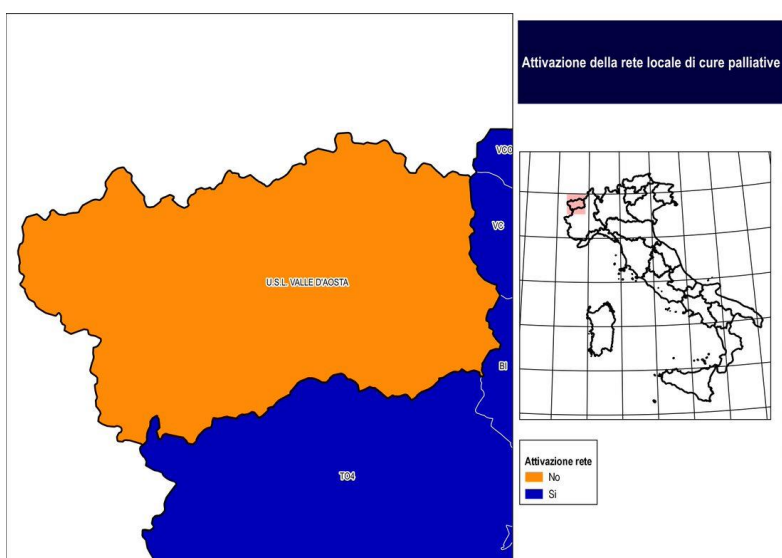 Attivazione della rete locale di cure palliative
VCO
VC
U.S.L. VALLE D'AOSTA
BI
TO4
Attivazione rete
No
Si